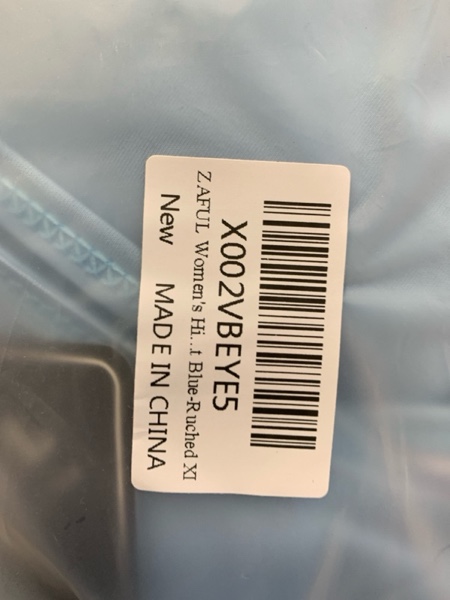 X002VBEYE5
ZAFUL Women's Hi...t Blue-Ruched XI
New MADE IN CHINA